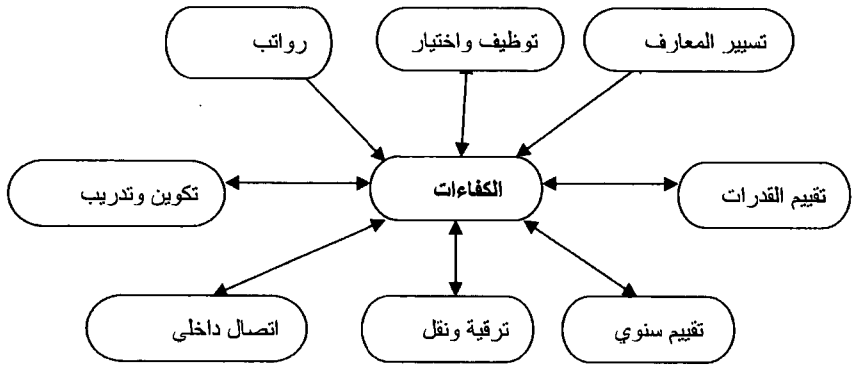 تسيير المعارف
توظيف واختيار
رواتب
تقييم القدرات
الكفاءات
تكوين وتدريب
تقييم سنوي
ترقية ونقل
اتصال داخلي